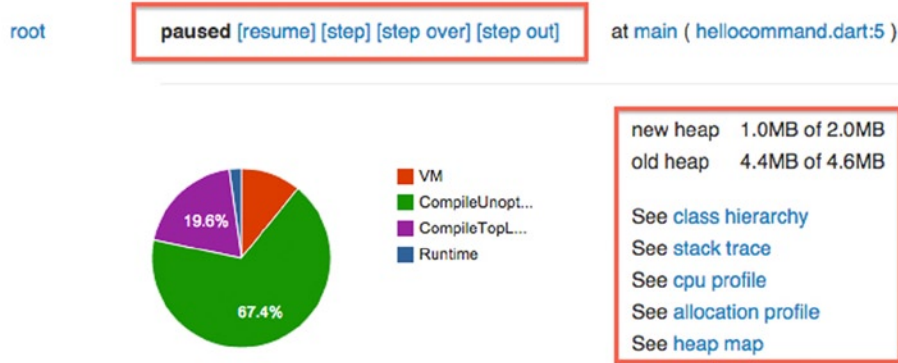 root paused [resume] [step] [step over] [step out] at main ( hellocommand.dart:5 )
new heap 1.0MB of 2.0MB
old heap 4.4MB of 4.6MB
VM
CompileUnopt...
CompileTopL...
Runtime
19.6%
67.4%
See class hierarchy
See stack trace
See cpu profile
See allocation profile
See heap map